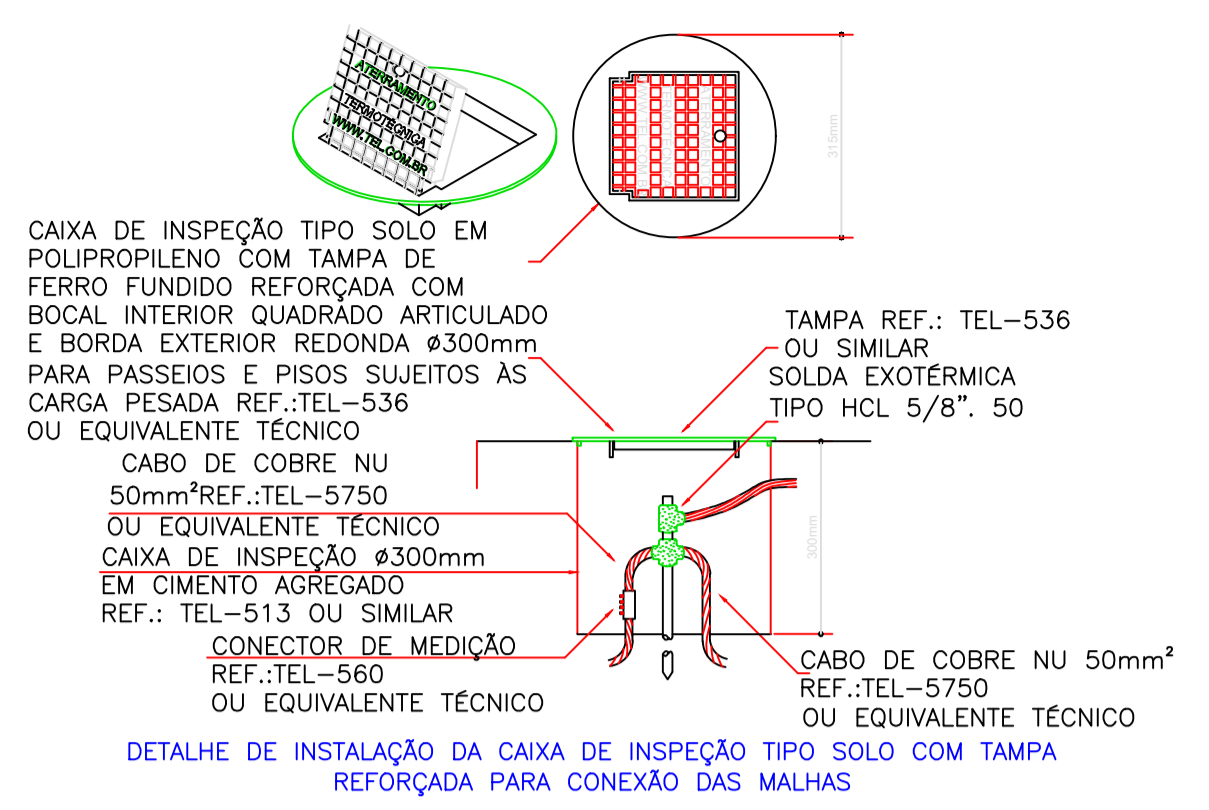 ATERRAMENTO
TERMOTÉCNICA
WWW.TEL.COM.BR
ATERRAMENTO
TERMOTÉCNICA
315mm
CAIXA DE INSPEÇÃO TIPO SOLO EM
POLIPROPILENO COM TAMPA DE
FERRO FUNDIDO REFORÇADA COM
BOCAL INTERIOR QUADRADO ARTICULADO
E BORDA EXTERIOR REDONDA ø300mm
PARA PASSEIOS E PISOS SUJEITOS ÀS
CARGA PESADA REF.:TEL-536
OU EQUIVALENTE TÉCNICO
TAMPA REF.: TEL-536
OU SIMILAR
SOLDA EXOTÉRMICA
TIPO HCL 5/8". 50
CABO DE COBRE NU
50mm²REF.:TEL-5750
OU EQUIVALENTE TÉCNICO
CAIXA DE INSPEÇÃO ø300mm
EM CIMENTO AGREGADO
REF.: TEL-513 OU SIMILAR
300mm
CONECTOR DE MEDIÇÃO
REF.:TEL-560
OU EQUIVALENTE TÉCNICO
CABO DE COBRE NU 50mm²
REF.:TEL-5750
OU EQUIVALENTE TÉCNICO
DETALHE DE INSTALAÇÃO DA CAIXA DE INSPEÇÃO TIPO SOLO COM TAMPA
REFORÇADA PARA CONEXÃO DAS MALHAS